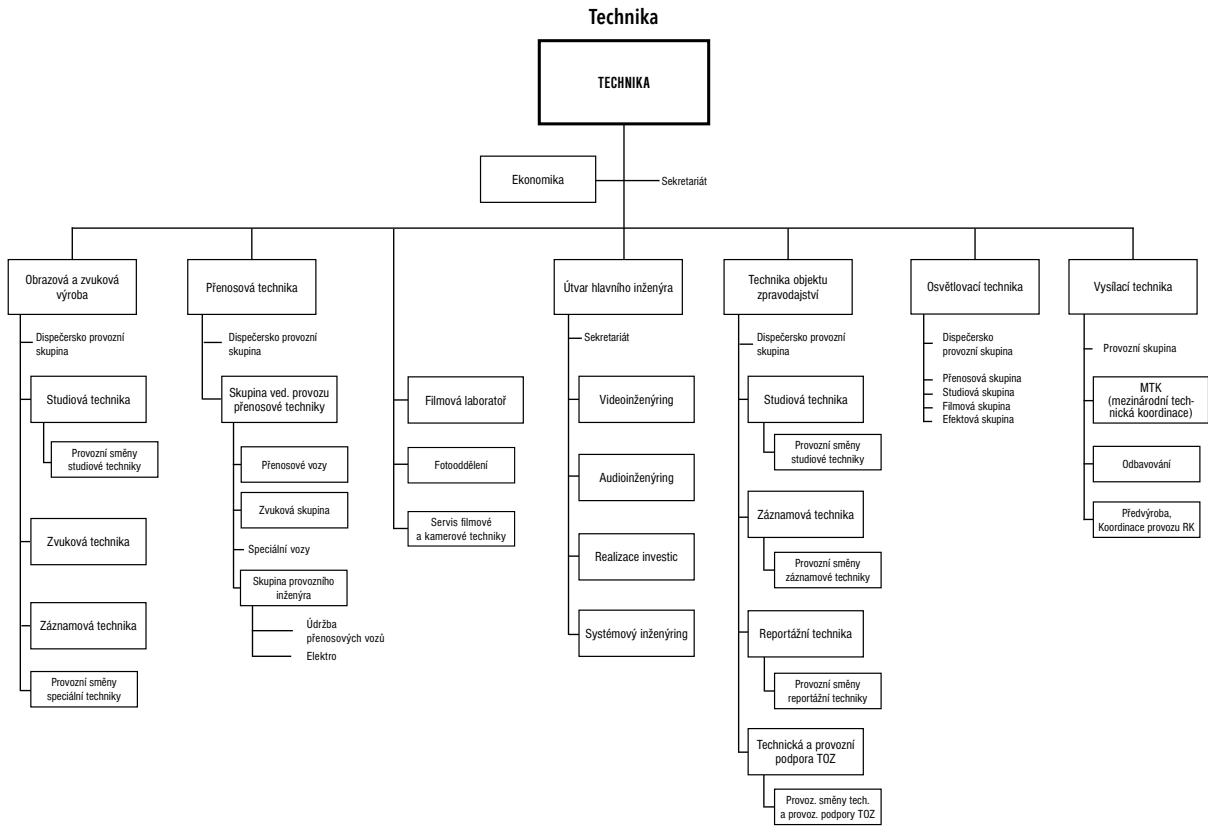 Technika
TECHNIKA
Ekonomika
Sekretariát
Obrazová a zvuková
výroba
Dispečersko provozní
skupina
Studiová technika
Provozní směny
studiové techniky
Zvuková technika
Záznamová technika
Provozní směny
speciální techniky
Přenosová technika
Dispečersko provozní
skupina
Skupina ved. provozu
přenosové techniky
Přenosové vozy
Zvuková skupina
Speciální vozy
Skupina provozního
inženýra
Údržba
přenosových vozů
Elektro
Filmová laboratoř
Fotooddělení
Servis filmové
a kamerové techniky
Útvar hlavního inženýra
Sekretariát
Videoinženýring
Audioinženýring
Realizace investic
Systémový inženýring
Technika objektu
zpravodajství
Dispečersko provozní
skupina
Studiová technika
Provozní směny
studiové techniky
Záznamová technika
Provozní směny
záznamové techniky
Reportážní technika
Provozní směny
reportážní techniky
Technická a provozní
podpora TOZ
Provoz. směny tech.
a provoz. podpory TOZ
Osvětlovací technika
Dispečersko
provozní skupina
Přenosová skupina
Studiová skupina
Filmová skupina
Efektová skupina
Vysílací technika
Provozní skupina
MTK
(mezinárodní tech-
nická koordinace)
Odbavování
Předvýroba,
Koordinace provozu RK